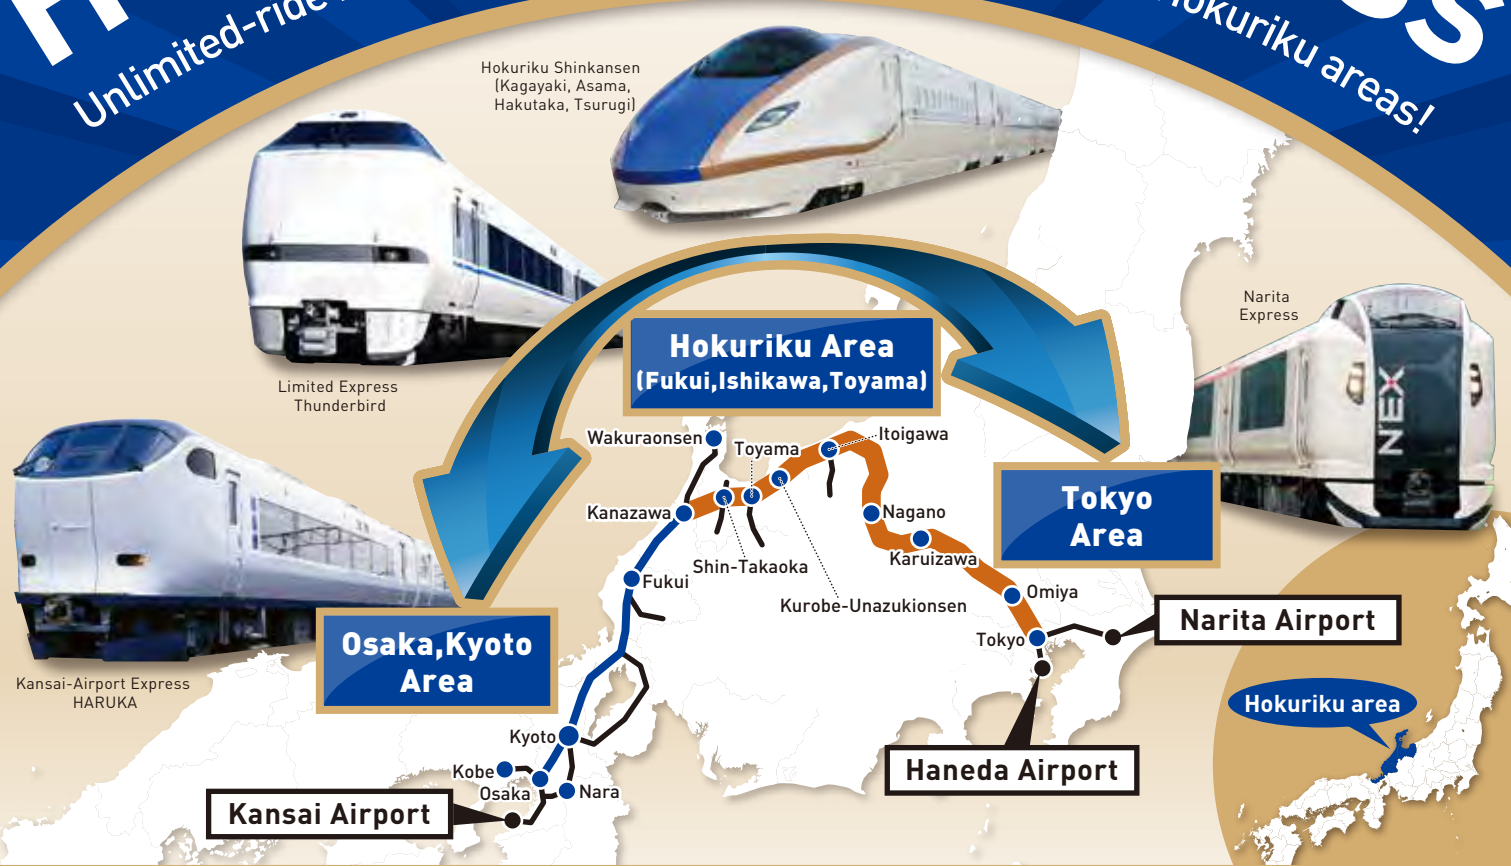 Unlimited-ride
Hokuriku areas!
Hokuriku Shinkansen
(Kagayaki, Asama,
Hakutaka, Tsurugi)
Limited Express
Thunderbird
Narita
Express
NEX
Kansai-Airport Express
HARUKA
Hokuriku Area
(Fukui,Ishikawa,Toyama)
Tokyo
Area
Osaka,Kyoto
Area
Wakuraonsen
Toyama
Itoigawa
Kanazawa
Nagano
Karuizawa
Shin-Takaoka
Fukui
Kurobe-Unazukionsen
Omiya
Tokyo
Narita Airport
Haneda Airport
Hokuriku area
Kyoto
Kobe
Osaka
Nara
Kansai Airport